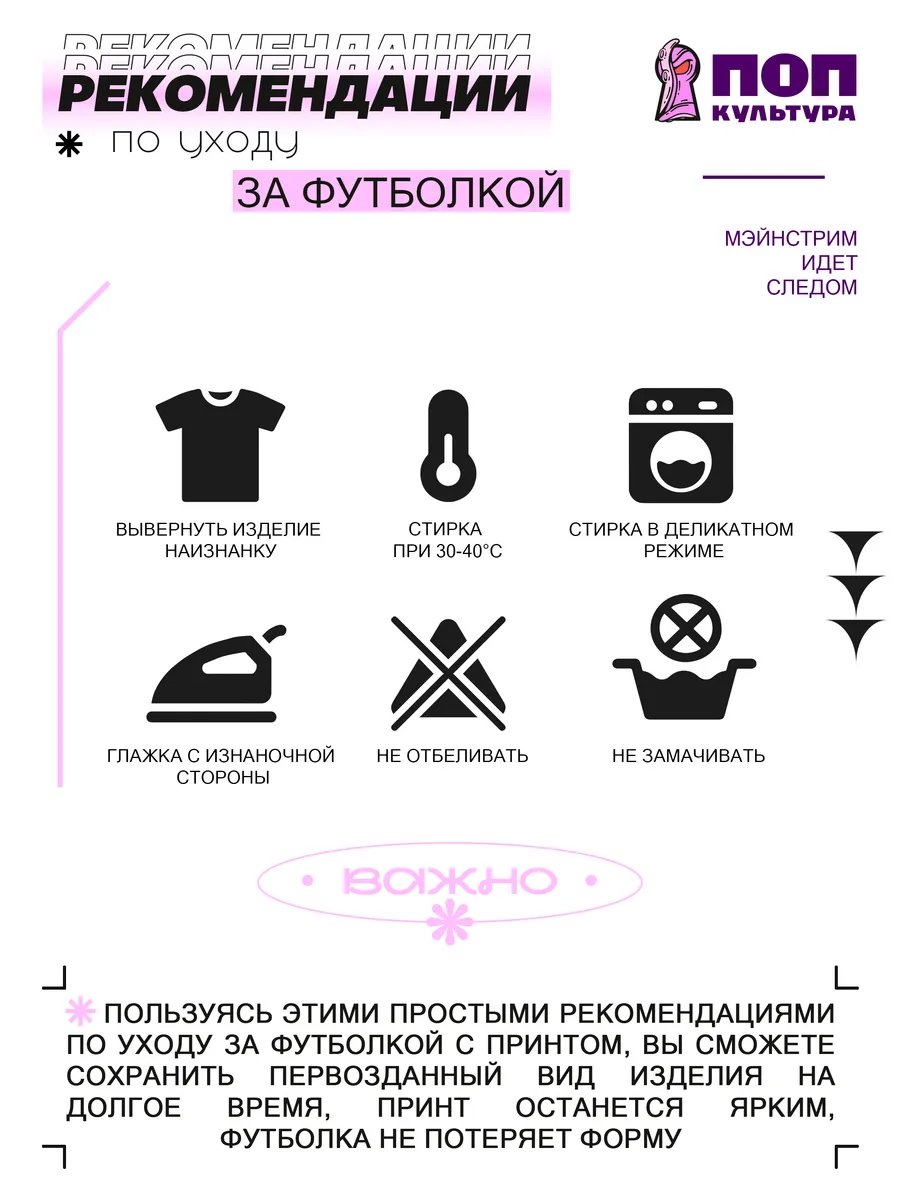 РЕКОМЕНДАЦИИ
РЕКОМЕНДАЦИИ
РЕКОМЕНДАЦИИ
ПО УХОДУ
ЗА ФУТБОЛКОЙ
ПОП
КУЛЬТУРА
МЭЙНСТРИМ
ИДЕТ
СЛЕДОМ
ВЫВЕРНУТЬ ИЗДЕЛИЕ
НАИЗНАНКУ
СТИРКА
ПРИ 30-40°С
СТИРКА В ДЕЛИКАТНОМ
РЕЖИМЕ
ГЛАЖКА С ИЗНАНОЧНОЙ
СТОРОНЫ
НЕ ОТБЕЛИВАТЬ
НЕ ЗАМАЧИВАТЬ
ВАЖНО
ПОЛЬЗУЯСЬ ЭТИМИ ПРОСТЫМИ РЕКОМЕНДАЦИЯМИ
ПО УХОДУ ЗА ФУТБОЛКОЙ С ПРИНТОМ, ВЫ СМОЖЕТЕ
СОХРАНИТЬ ПЕРВОЗДАННЫЙ ВИД ИЗДЕЛИЯ НА
ДОЛГОЕ ВРЕМЯ, ПРИНТ ОСТАНЕТСЯ ЯРКИМ,
ФУТБОЛКА НЕ ПОТЕРЯЕТ ФОРМУ